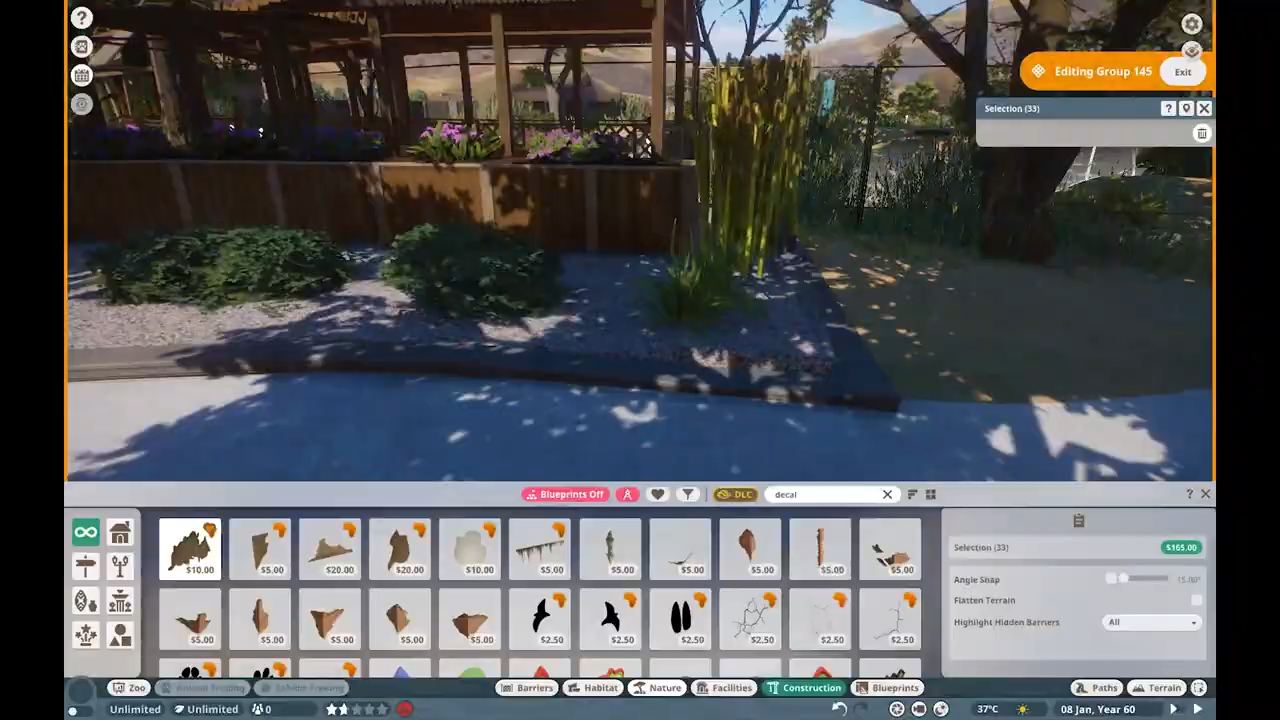 ?
Editing Group 145 Exit
Selection (33) ?
Blueprints Off DLC decal ?
$10.00 $5.00 $20.00 $20.00 $10.00 $5.00 $5.00 $5.00 $5.00 $5.00 $5.00
Selection (33) $165.00
Angle Snap 15.00°
Flatten Terrain
Highlight Hidden Barriers All
$5.00 $5.00 $5.00 $5.00 $5.00 $2.50 $2.50 $2.50 $2.50 $2.50 $2.50
Zoo Barriers Habitat Nature Facilities Construction Blueprints Paths Terrain
Unlimited Unlimited 0 37°C 08 Jan, Year 60